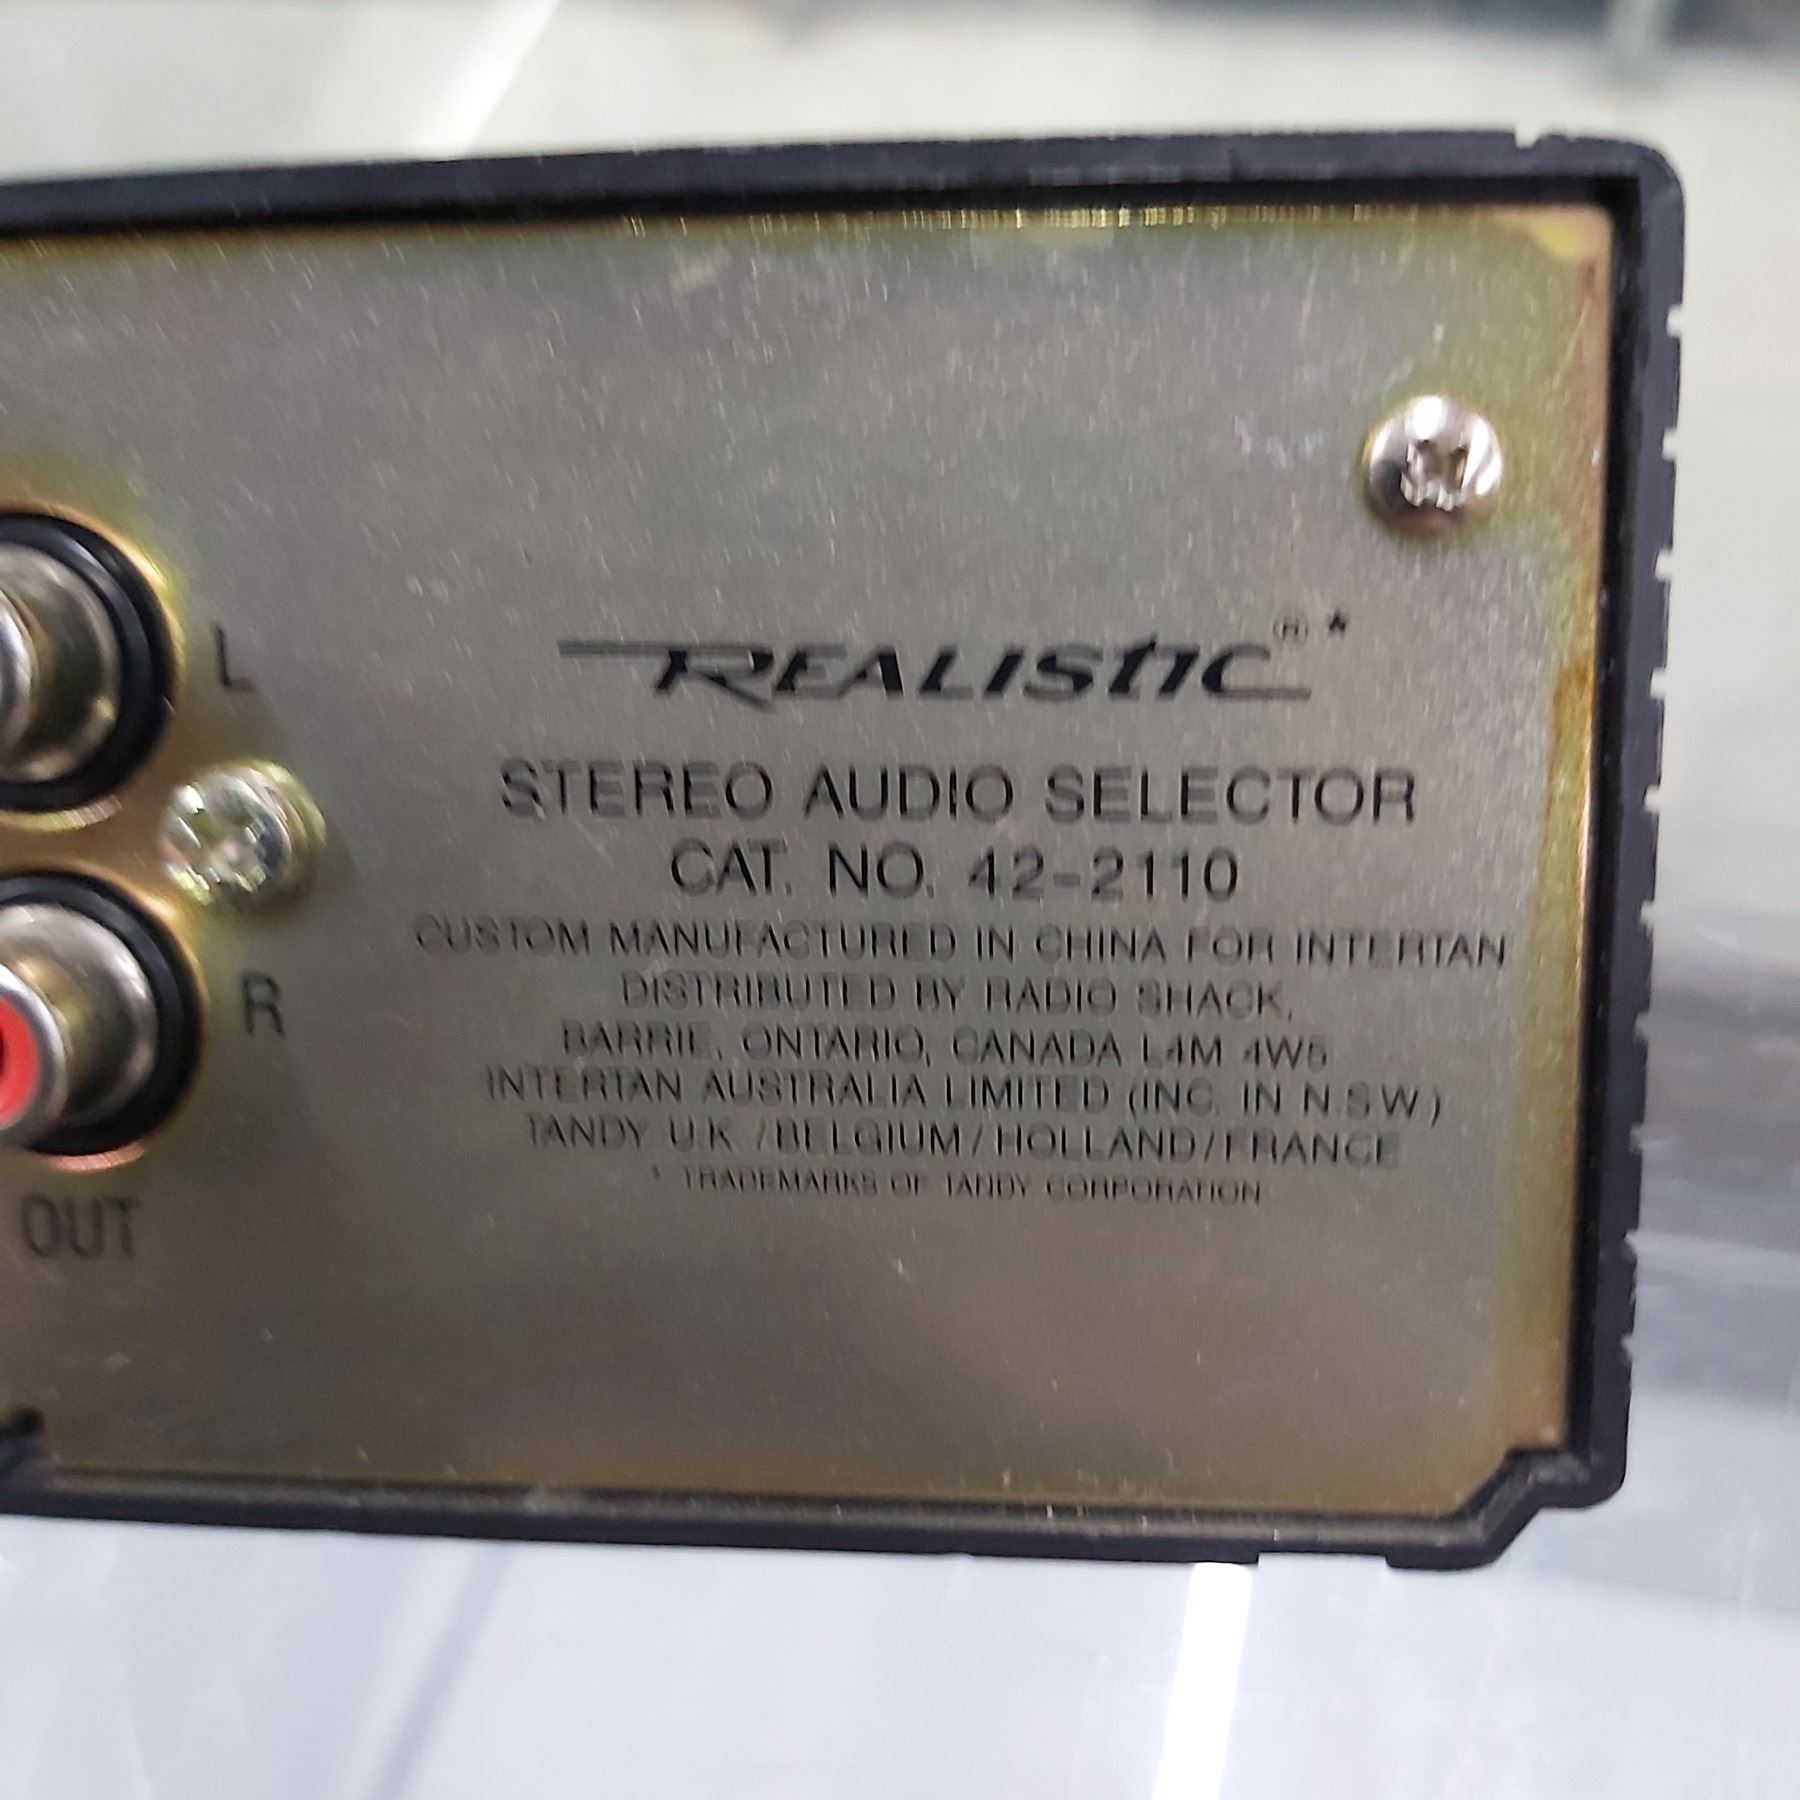 L
R
OUT
REALISTIC®*
STEREO AUDIO SELECTOR
CAT. NO. 42-2110
CUSTOM MANUFACTURED IN CHINA FOR INTERTAN
DISTRIBUTED BY RADIO SHACK,
BARRIE, ONTARIO, CANADA L4M 4W5
INTERTAN AUSTRALIA LIMITED (INC. IN N.S.W.)
TANDY U.K./BELGIUM/HOLLAND/FRANCE
* TRADEMARKS OF TANDY CORPORATION